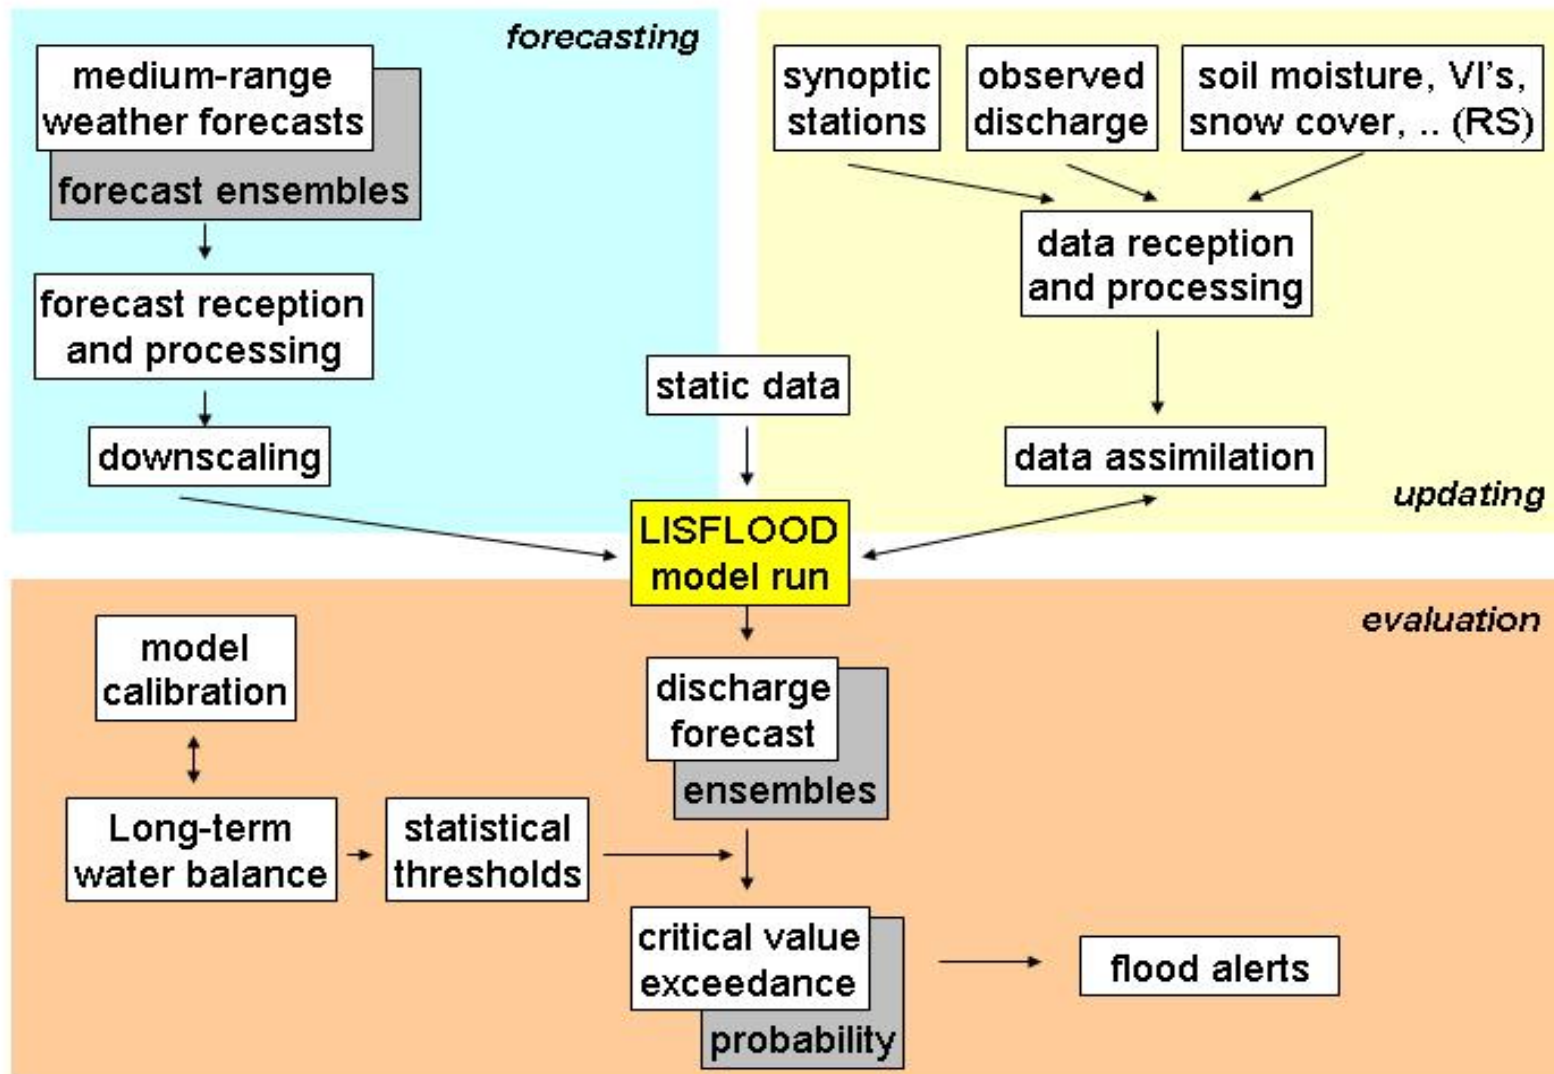 forecasting
medium-range
weather forecasts
forecast ensembles
forecast reception
and processing
downscaling
static data
synoptic
stations
observed
discharge
soil moisture, VI's,
snow cover, .. (RS)
data reception
and processing
data assimilation
updating
LISFLOOD
model run
evaluation
model
calibration
Long-term
water balance
statistical
thresholds
discharge
forecast
ensembles
critical value
exceedance
probability
flood alerts